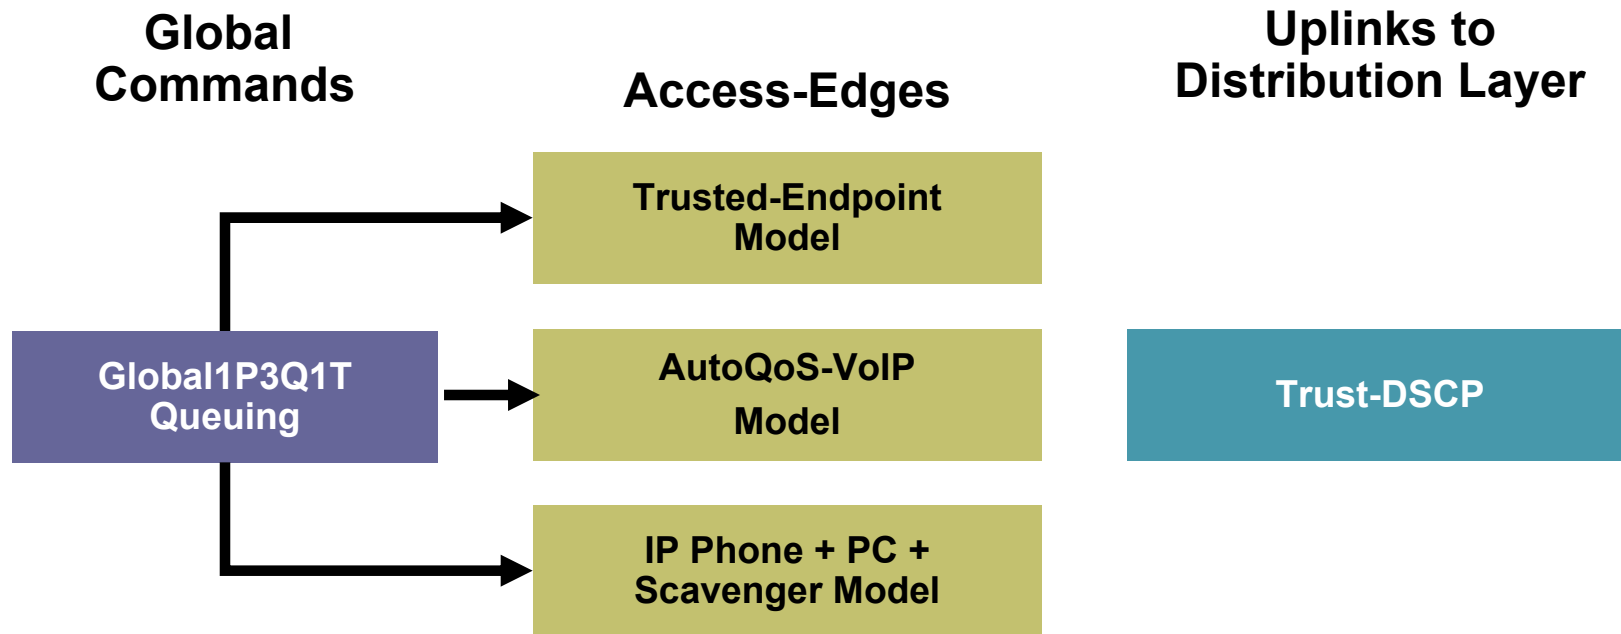 Global
Commands
Access-Edges
Uplinks to
Distribution Layer
Trusted-Endpoint
Model
Global1P3Q1T
Queuing
AutoQoS-VoIP
Model
Trust-DSCP
IP Phone + PC +
Scavenger Model